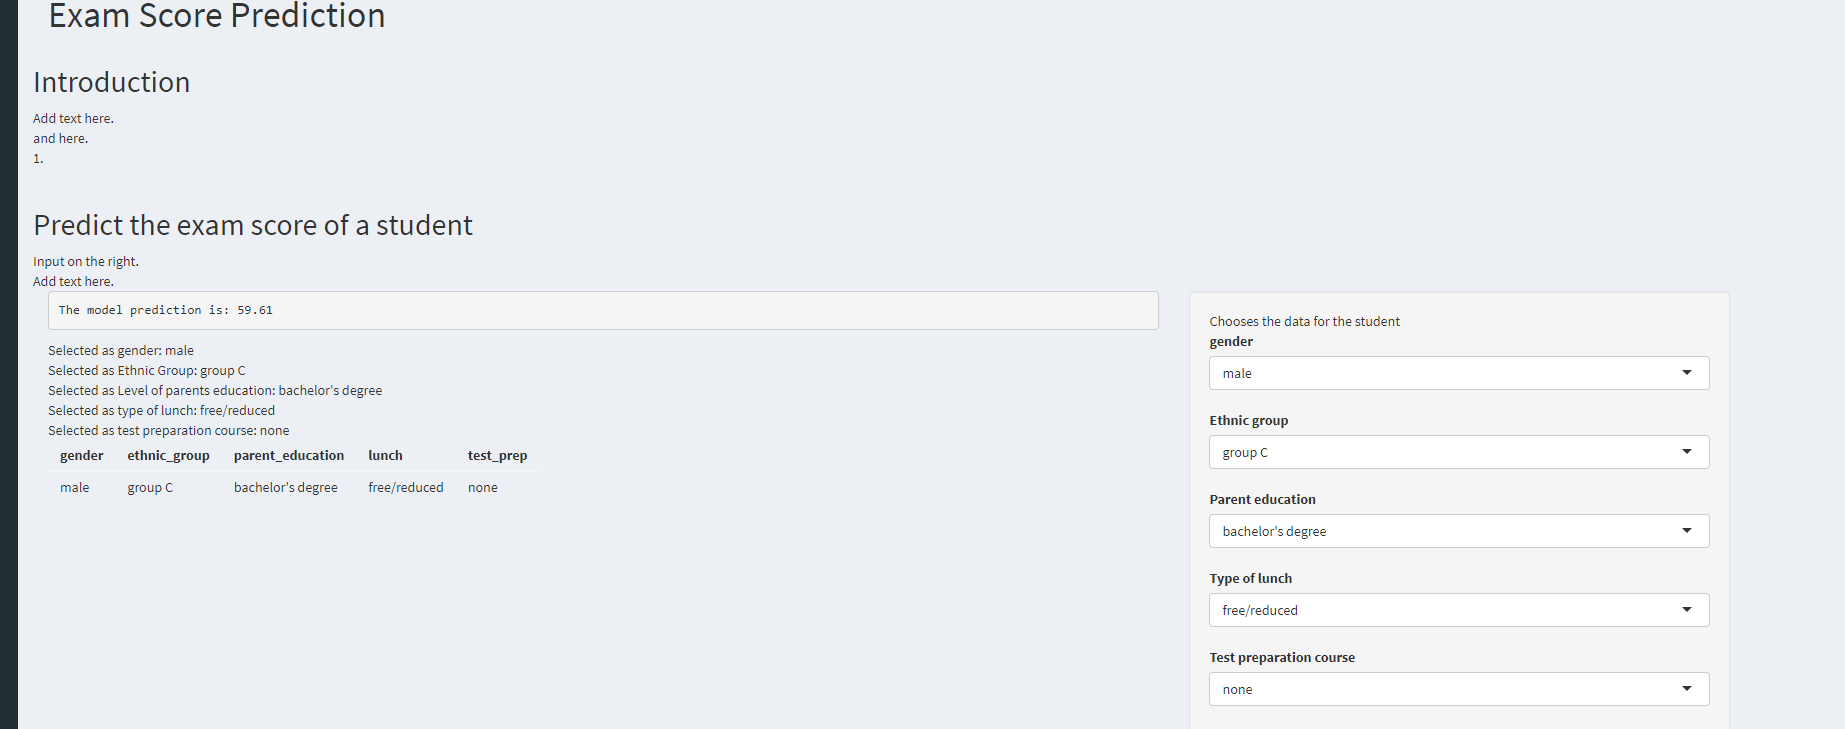 Exam Score Prediction
Introduction
Add text here.
and here.
1.
Predict the exam score of a student
Input on the right.
Add text here.
The model prediction is: 59.61
Selected as gender: male
Selected as Ethnic Group: group C
Selected as Level of parents education: bachelor's degree
Selected as type of lunch: free/reduced
Selected as test preparation course: none
gender ethnic_group parent_education lunch test_prep
male group C bachelor's degree free/reduced none
Chooses the data for the student
gender
male
Ethnic group
group C
Parent education
bachelor's degree
Type of lunch
free/reduced
Test preparation course
none